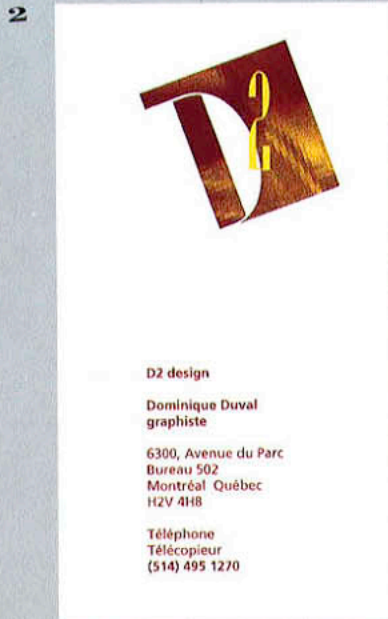 2
D2
D2 design
Dominique Duval
graphiste
6300, Avenue du Parc
Bureau 502
Montréal Québec
H2V 4H8
Téléphone
Télécopieur
(514) 495 1270